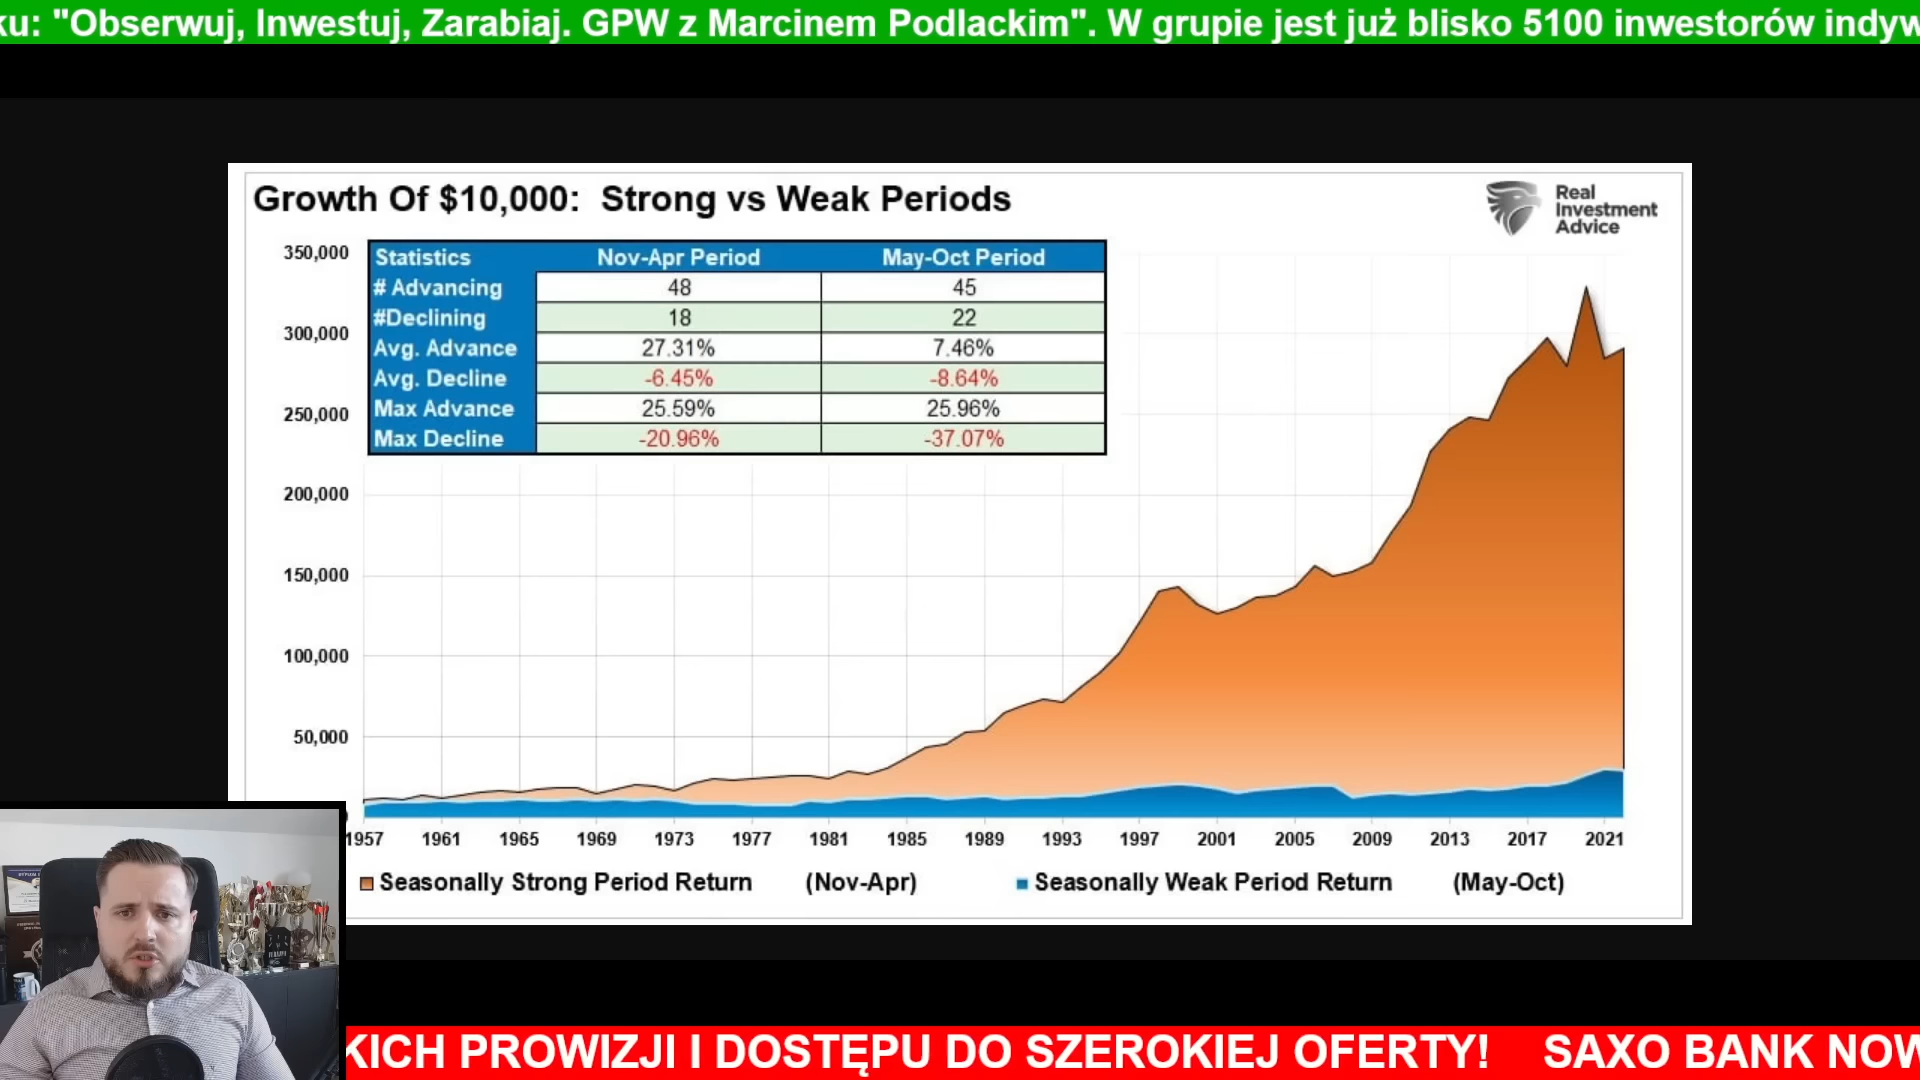 ku: "Obserwuj, Inwestuj, Zarabiaj. GPW z Marcinem Podlackim". W grupie jest już blisko 5100 inwestorów indyw
Growth Of $10,000: Strong vs Weak Periods
Real
Investment
Advice
350,000
300,000
250,000
200,000
150,000
100,000
50,000
Statistics Nov-Apr Period May-Oct Period
# Advancing 48 45
#Declining 18 22
Avg. Advance 27.31% 7.46%
Avg. Decline -6.45% -8.64%
Max Advance 25.59% 25.96%
Max Decline -20.96% -37.07%
1957 1961 1965 1969 1973 1977 1981 1985 1989 1993 1997 2001 2005 2009 2013 2017 2021
Seasonally Strong Period Return (Nov-Apr) Seasonally Weak Period Return (May-Oct)
KICH PROWIZJI I DOSTĘPU DO SZEROKIEJ OFERTY! SAXO BANK NOW